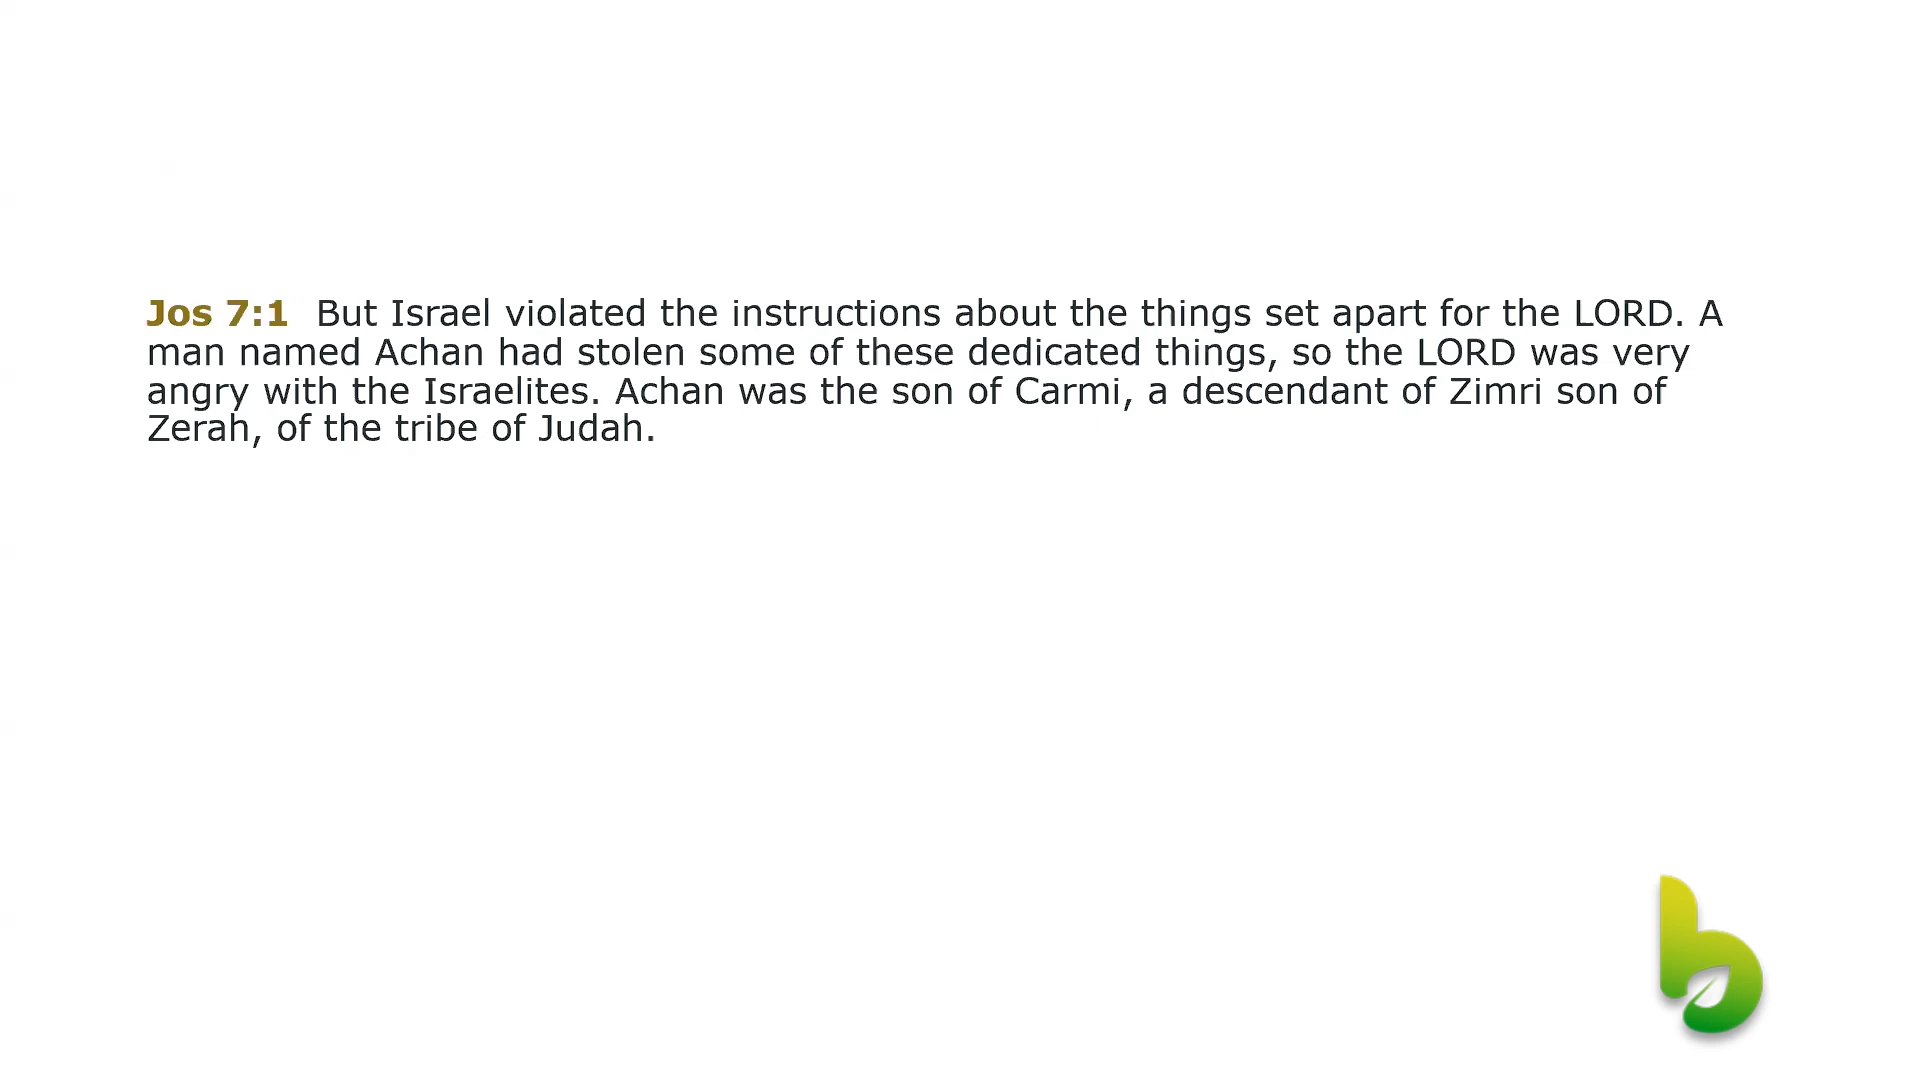 Jos 7:1  But Israel violated the instructions about the things set apart for the LORD. A
man named Achan had stolen some of these dedicated things, so the LORD was very
angry with the Israelites. Achan was the son of Carmi, a descendant of Zimri son of
Zerah, of the tribe of Judah.